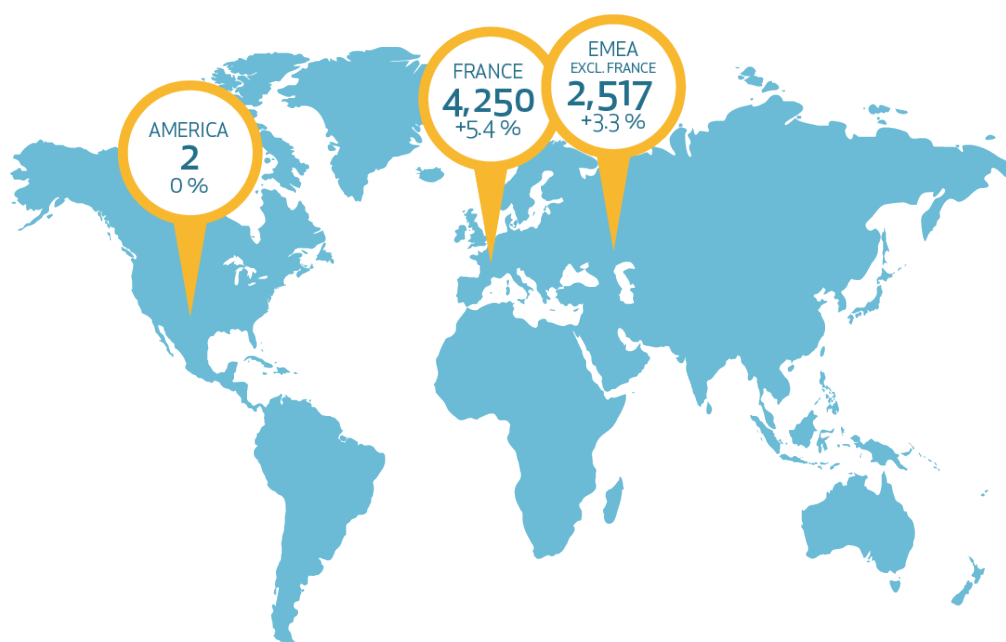 AMERICA
2
0 %
FRANCE
4,250
+5.4 %
EMEA
EXCL. FRANCE
2,517
+3.3 %